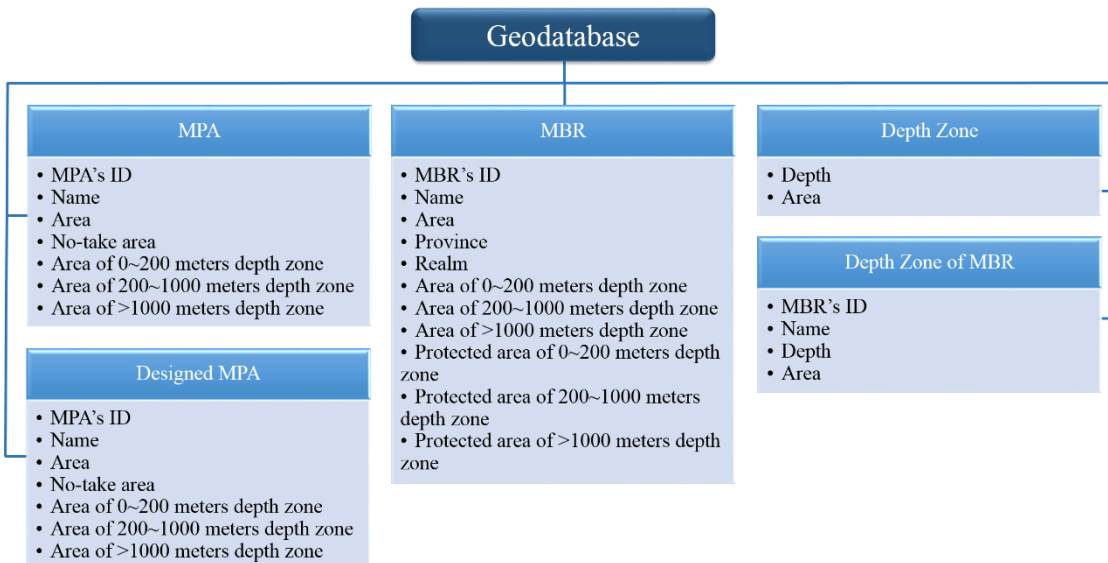 Geodatabase
MPA
• MPA's ID
• Name
• Area
• No-take area
• Area of 0~200 meters depth zone
• Area of 200~1000 meters depth zone
• Area of >1000 meters depth zone
Designed MPA
• MPA's ID
• Name
• Area
• No-take area
• Area of 0~200 meters depth zone
• Area of 200~1000 meters depth zone
• Area of >1000 meters depth zone
MBR
• MBR's ID
• Name
• Area
• Province
• Realm
• Area of 0~200 meters depth zone
• Area of 200~1000 meters depth zone
• Area of >1000 meters depth zone
• Protected area of 0~200 meters depth
zone
• Protected area of 200~1000 meters
depth zone
• Protected area of >1000 meters depth
zone
Depth Zone
• Depth
• Area
Depth Zone of MBR
• MBR's ID
• Name
• Depth
• Area